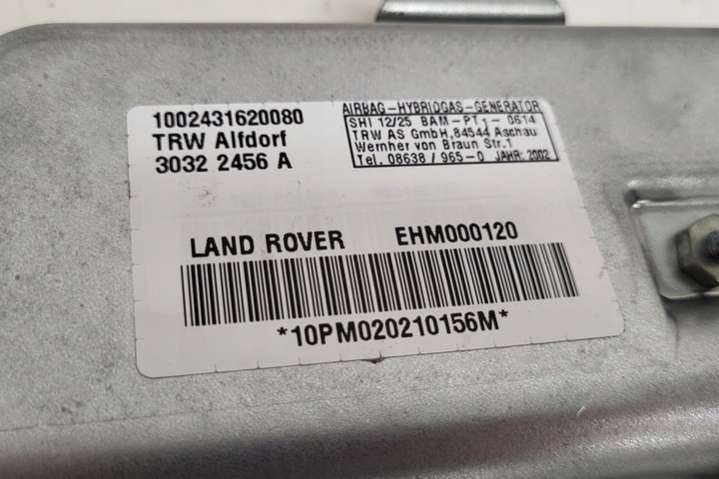 1002431620080
TRW Alfdorf
3032 2456 A
AIRBAG-HYBRIDGAS-GENERATOR
SHI 12/25 BAM-PT1- 0614
TRW AS GmbH,84544 Aschau
Wernher von Braun Str.1
Tel. 08638 / 965-0 JAHR: 2002
LAND ROVER EHM000120
*10PM020210156M*